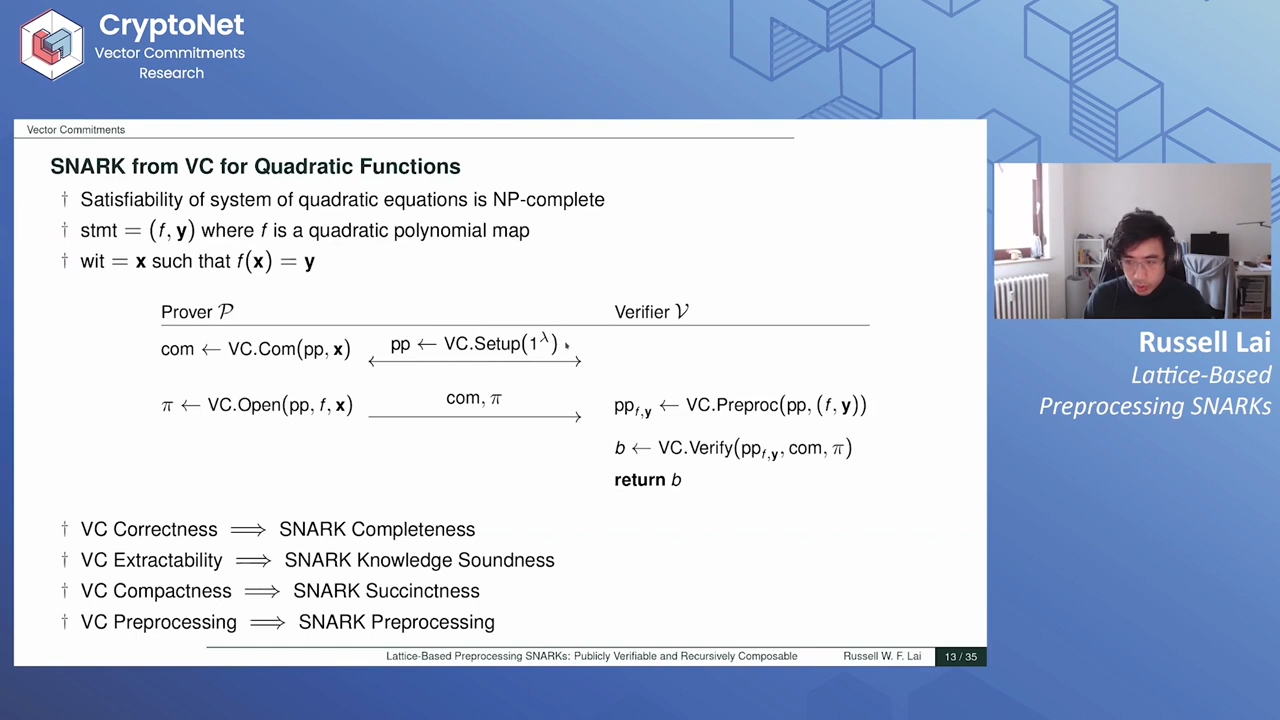 CryptoNet
Vector Commitments
Research
Vector Commitments
SNARK from VC for Quadratic Functions
† Satisfiability of system of quadratic equations is NP-complete
† stmt = (f, y) where f is a quadratic polynomial map
† wit = x such that f(x) = y
Prover 𝒫 Verifier 𝒱
com ← VC.Com(pp, x) pp ← VC.Setup(1^λ)
π ← VC.Open(pp, f, x) com, π pp_{f,y} ← VC.Preproc(pp, (f, y))
b ← VC.Verify(pp_{f,y}, com, π)
return b
† VC Correctness ⟹ SNARK Completeness
† VC Extractability ⟹ SNARK Knowledge Soundness
† VC Compactness ⟹ SNARK Succinctness
† VC Preprocessing ⟹ SNARK Preprocessing
Lattice-Based Preprocessing SNARKs: Publicly Verifiable and Recursively Composable Russell W. F. Lai 13 / 35
Russell Lai
Lattice-Based
Preprocessing SNARKs